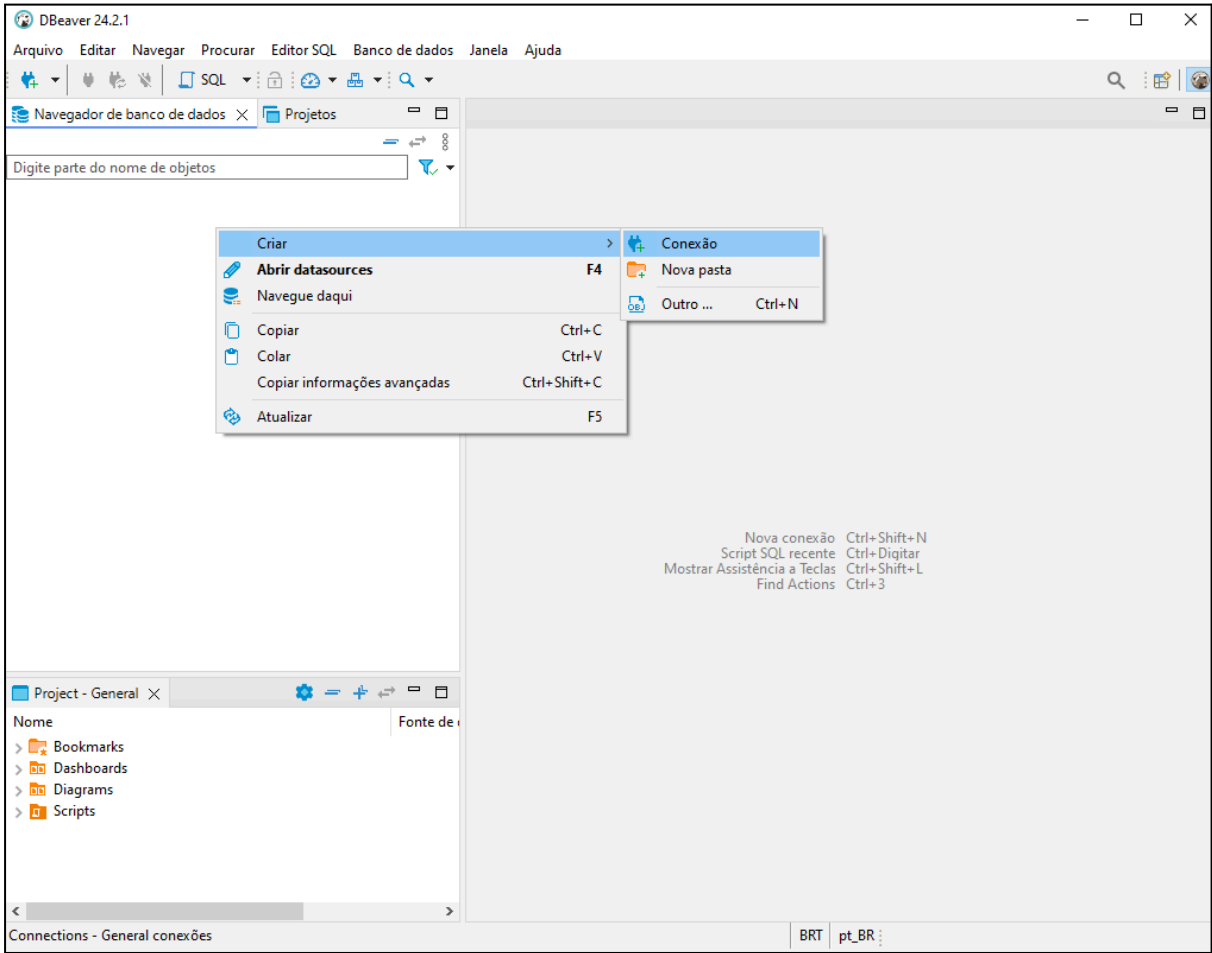 DBeaver 24.2.1
Arquivo Editar Navegar Procurar Editor SQL Banco de dados Janela Ajuda
SQL
Navegador de banco de dados Projetos
Digite parte do nome de objetos
Criar
Abrir datasources F4
Navegue daqui
Copiar Ctrl+C
Colar Ctrl+V
Copiar informações avançadas Ctrl+Shift+C
Atualizar F5
Conexão
Nova pasta
OBJ Outro ... Ctrl+N
Nova conexão Ctrl+Shift+N
Script SQL recente Ctrl+Digitar
Mostrar Assistência a Teclas Ctrl+Shift+L
Find Actions Ctrl+3
Project - General
Nome Fonte de
Bookmarks
Dashboards
Diagrams
Scripts
Connections - General conexões BRT pt_BR